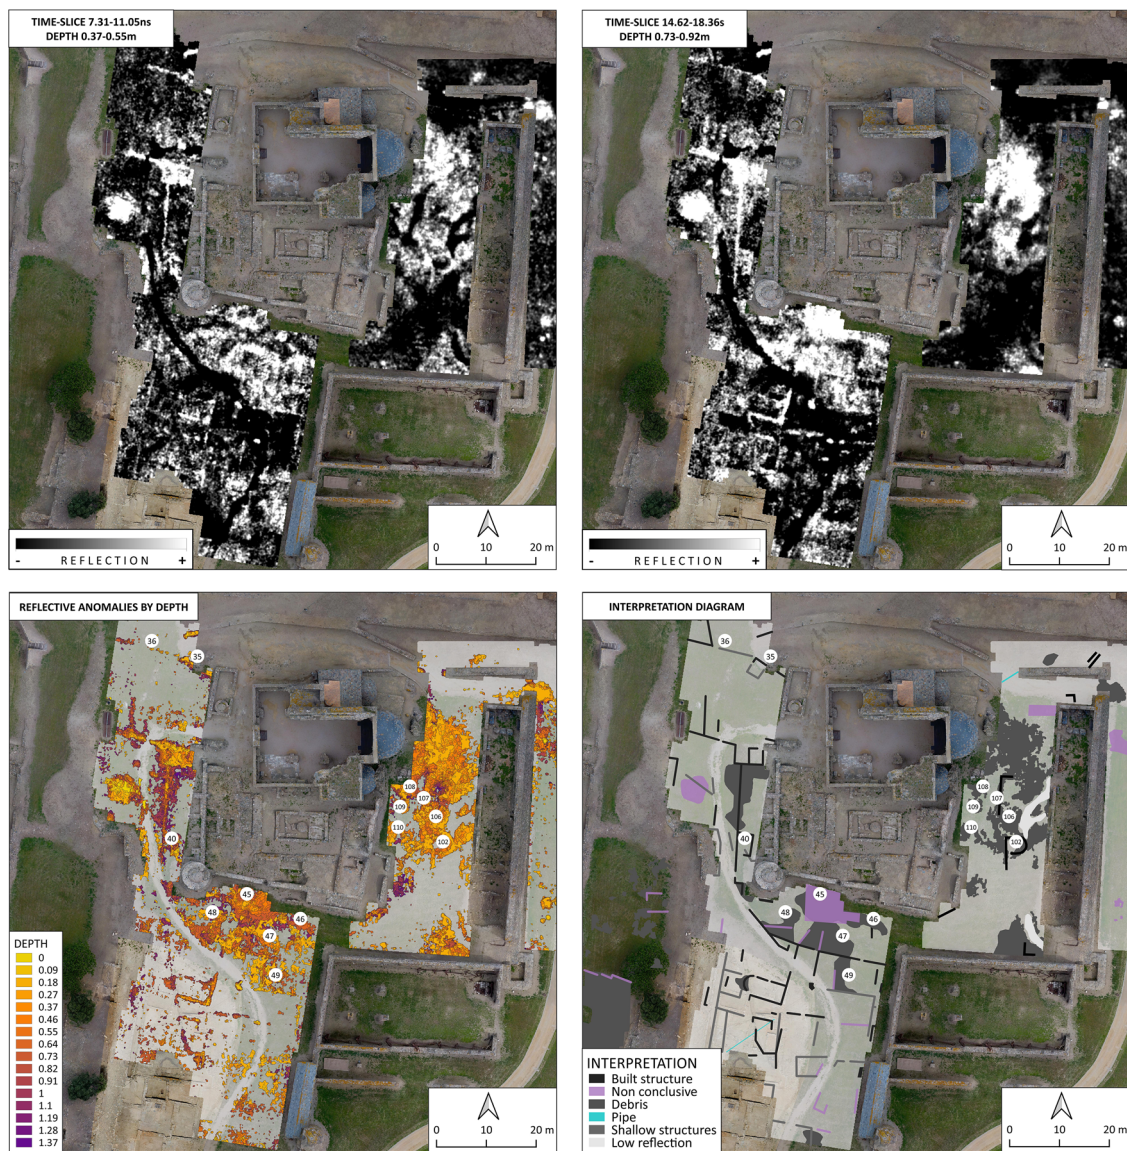 TIME-SLICE 7.31-11.05ns
DEPTH 0.37-0.55m
- REFLECTION +
0 10 20 m
TIME-SLICE 14.62-18.36s
DEPTH 0.73-0.92m
- REFLECTION +
0 10 20 m
REFLECTIVE ANOMALIES BY DEPTH
36
35
108
107
109
106
110
102
40
45
48
46
47
49
DEPTH
0
0.09
0.18
0.27
0.37
0.46
0.55
0.64
0.73
0.82
0.91
1
1.1
1.19
1.28
1.37
0 10 20 m
INTERPRETATION DIAGRAM
36
35
108
107
109
106
110
102
40
45
48
46
47
49
INTERPRETATION
Built structure
Non conclusive
Debris
Pipe
Shallow structures
Low reflection
0 10 20 m